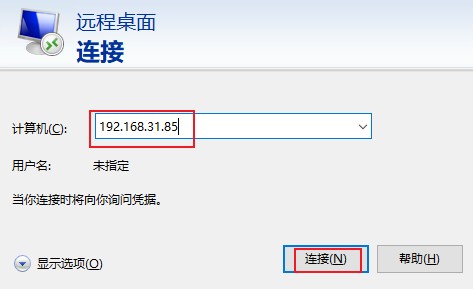 远程桌面
连接
计算机(C): 192.168.31.85
用户名: 未指定
当你连接时将向你询问凭据。
显示选项(O) 连接(N) 帮助(H)